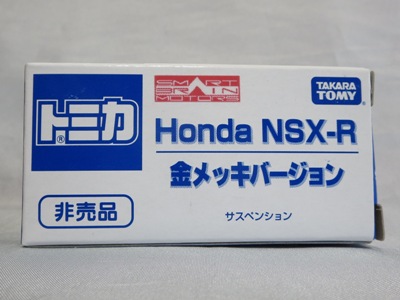 SMART
BRAIN
MOTORS
TAKARA
TOMY
トミカ
®
Honda NSX-R
金メッキバージョン
非売品
サスペンション